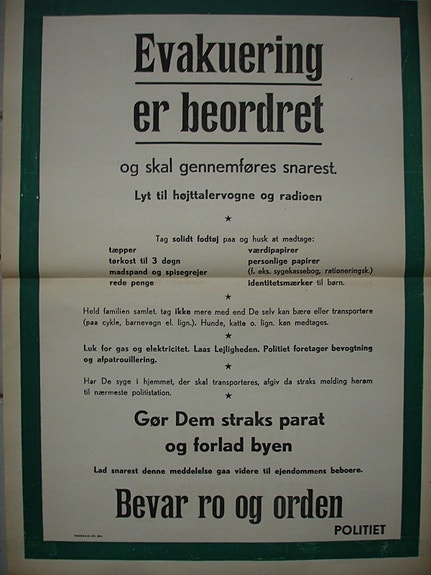 Evakuering
er beordret
og skal gennemføres snarest.
Lyt til højttalervogne og radioen
★
Tag solidt fodtøj paa og husk at medtage:
tæpper
tørkost til 3 døgn
madspand og spisegrejer
rede penge
værdipapirer
personlige papirer
(f. eks. sygekassebog, rationeringsk.)
identitetsmærker til børn.
★
Hold familien samlet, tag ikke mere med end De selv kan bære eller transportere
(paa cykle, barnevogn el. lign.). Hunde, katte o. lign. kan medtages.
★
Luk for gas og elektricitet. Laas Lejligheden. Politiet foretager bevogtning
og afpatrouillering.
★
Har De syge i hjemmet, der skal transporteres, afgiv da straks melding herom
til nærmeste politistation.
★
Gør Dem straks parat
og forlad byen
Lad snarest denne meddelelse gaa videre til ejendommens beboere.
Bevar ro og orden
POLITIET